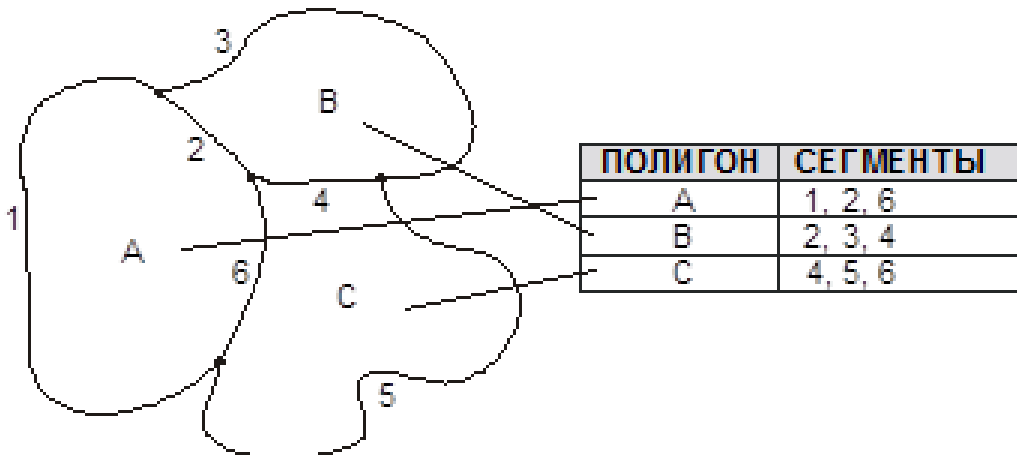 3
B
2
1
4
A
6
C
5
ПОЛИГОН СЕГМЕНТЫ
A 1, 2, 6
B 2, 3, 4
C 4, 5, 6